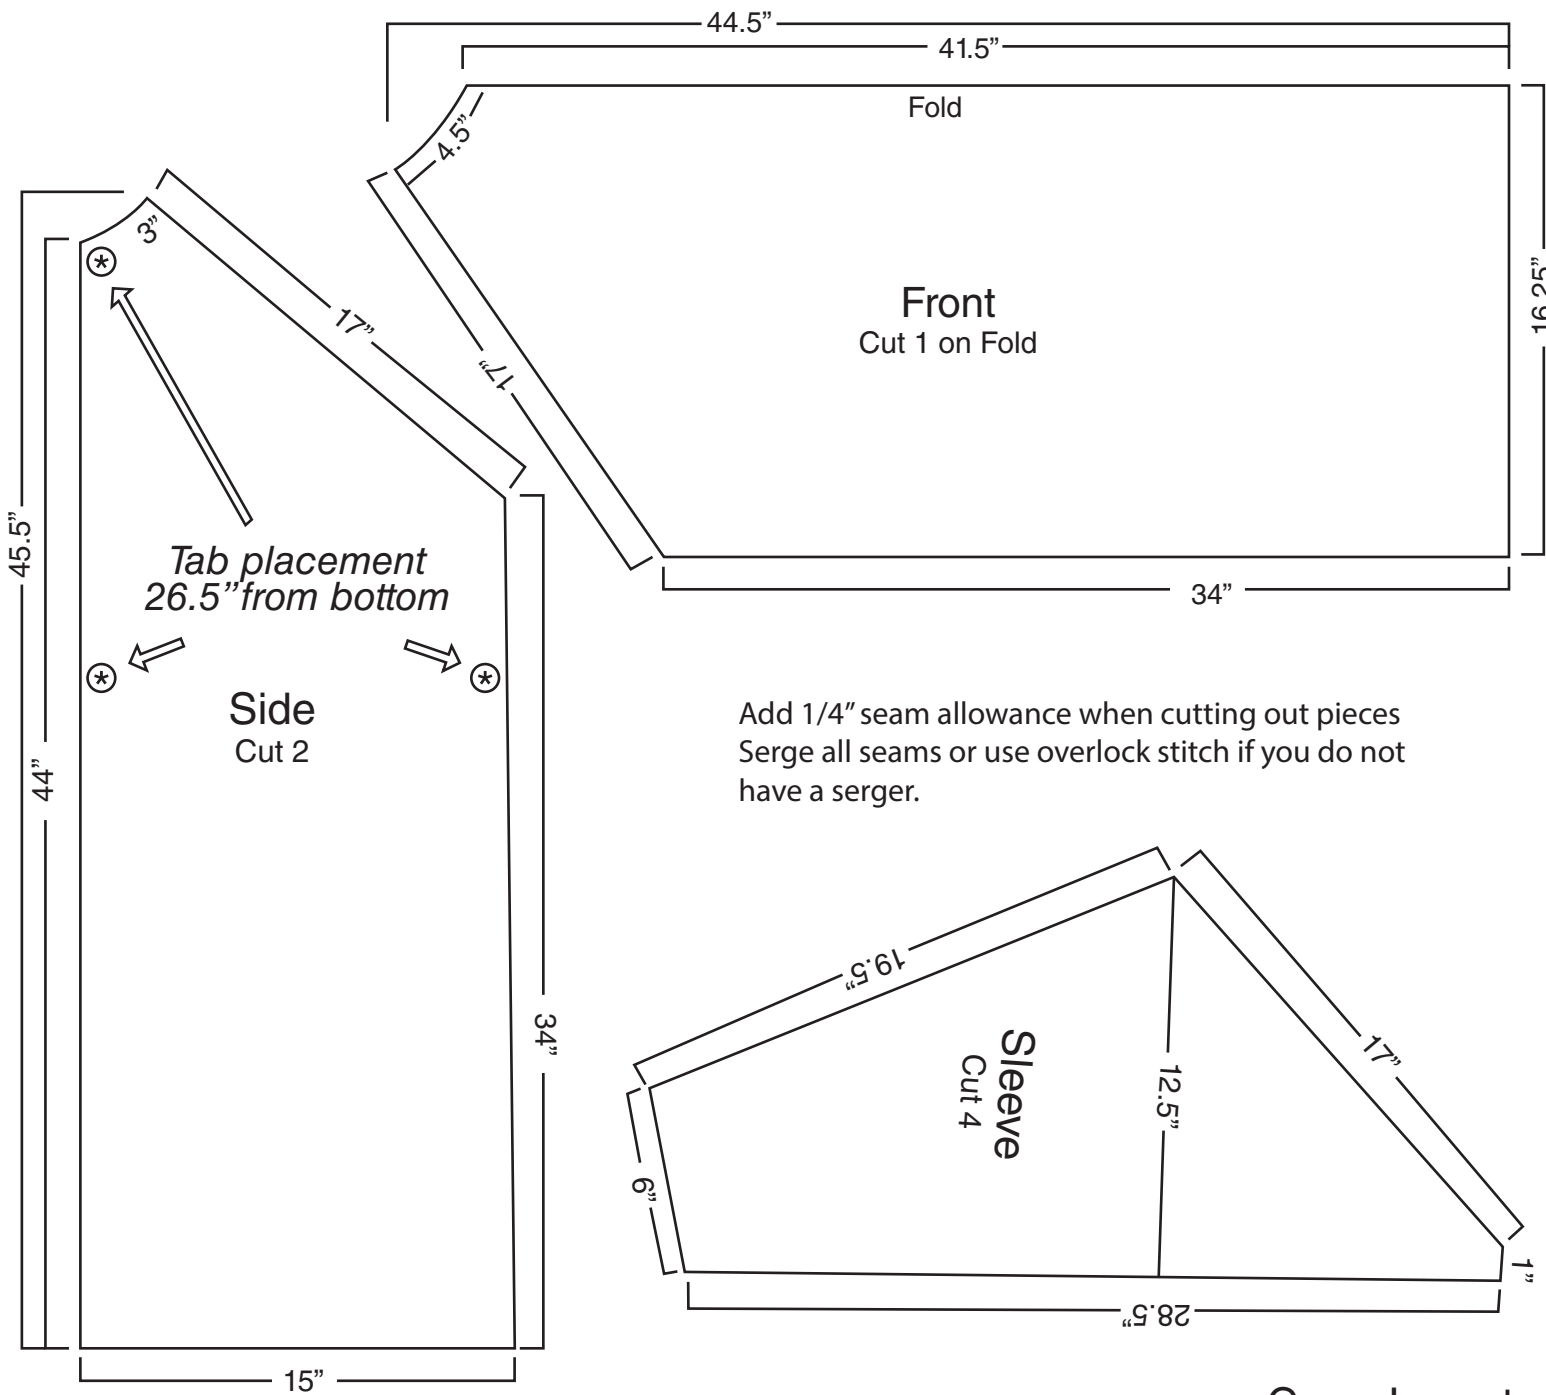 44.5”
41.5”
Fold
4.5”
3”
17”
Front
Cut 1 on Fold
16.25”
17”
45.5”
Tab placement
26.5” from bottom
34”
Side
Cut 2
44”
Add 1/4” seam allowance when cutting out pieces
Serge all seams or use overlock stitch if you do not
have a serger.
19.5”
34”
Sleeve
Cut 4
12.5”
17”
6”
1”
28.5”
15”